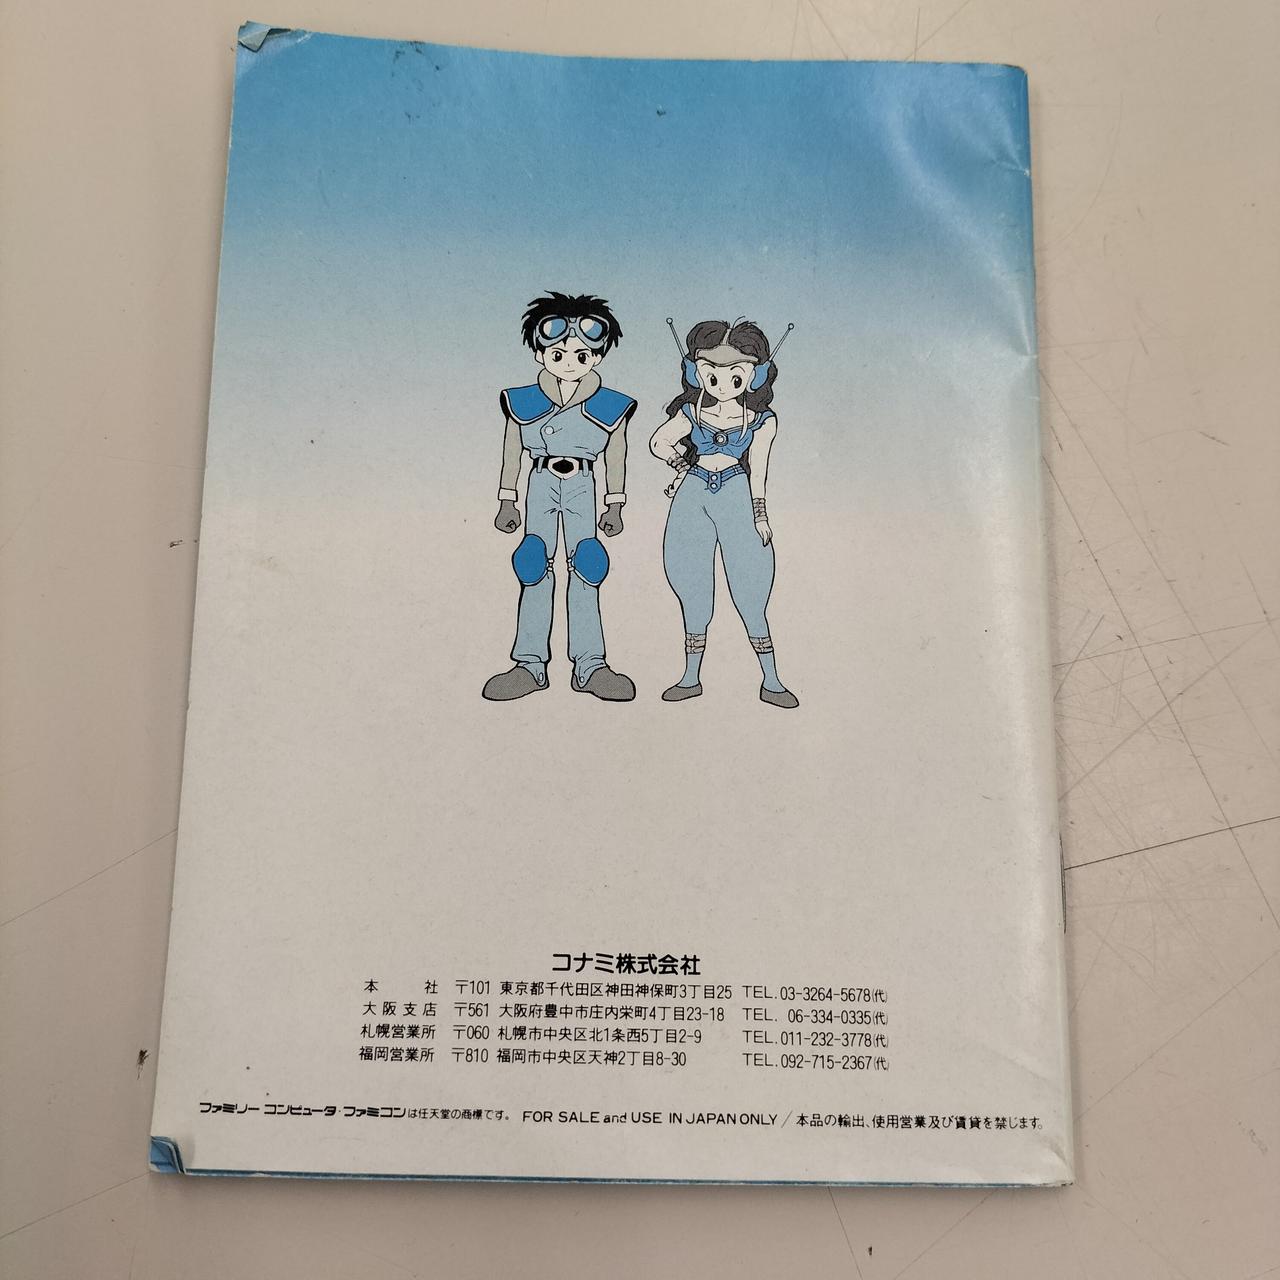 コナミ株式会社
本社 〒101 東京都千代田区神田神保町3丁目25 TEL.03-3264-5678(代)
大阪支店 〒561 大阪府豊中市庄内栄町4丁目23-18 TEL. 06-334-0335(代)
札幌営業所 〒060 札幌市中央区北1条西5丁目2-9 TEL.011-232-3778(代)
福岡営業所 〒810 福岡市中央区天神2丁目8-30 TEL.092-715-2367(代)
ファミリーコンピュータ・ファミコンは任天堂の商標です。 FOR SALE and USE IN JAPAN ONLY / 本品の輸出、使用営業及び賃貸を禁じます。